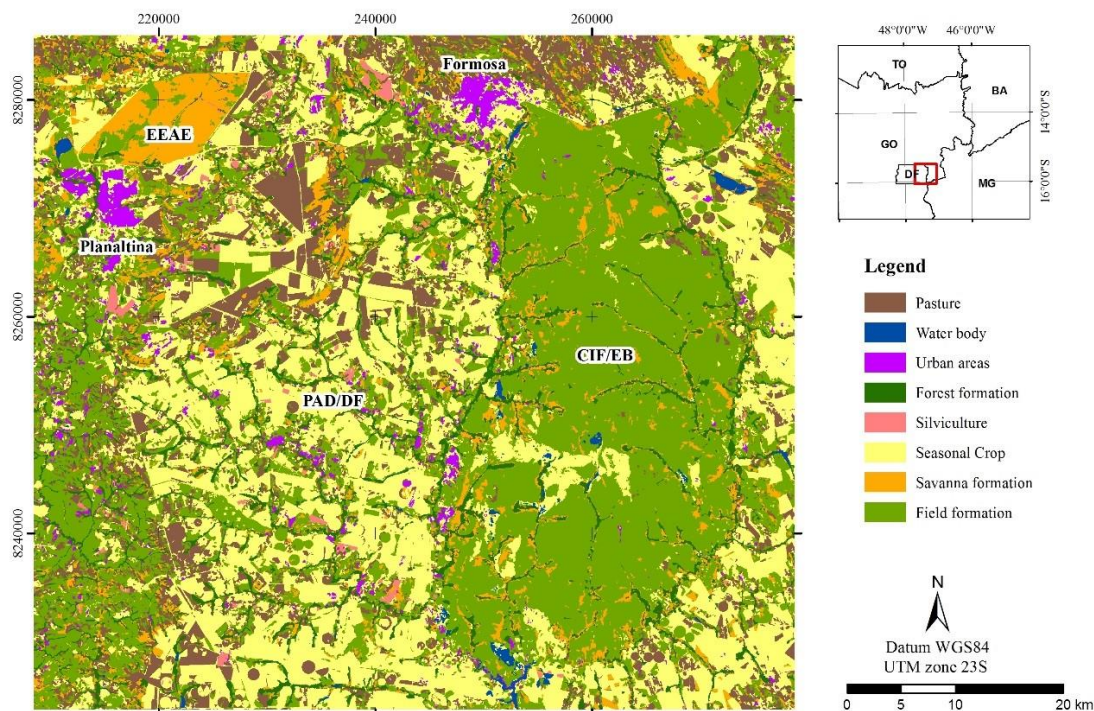 220000
240000
260000
8280000
8260000
8240000
Formosa
EEAE
Planaltina
CIF/EB
PAD/DF
48°0'0"W
46°0'0"W
TO
BA
GO
DF
MG
14°0'0"S
16°0'0"S
Legend
Pasture
Water body
Urban areas
Forest formation
Silviculture
Seasonal Crop
Savanna formation
Field formation
N
Datum WGS84
UTM zone 23S
0 5 10 20 km